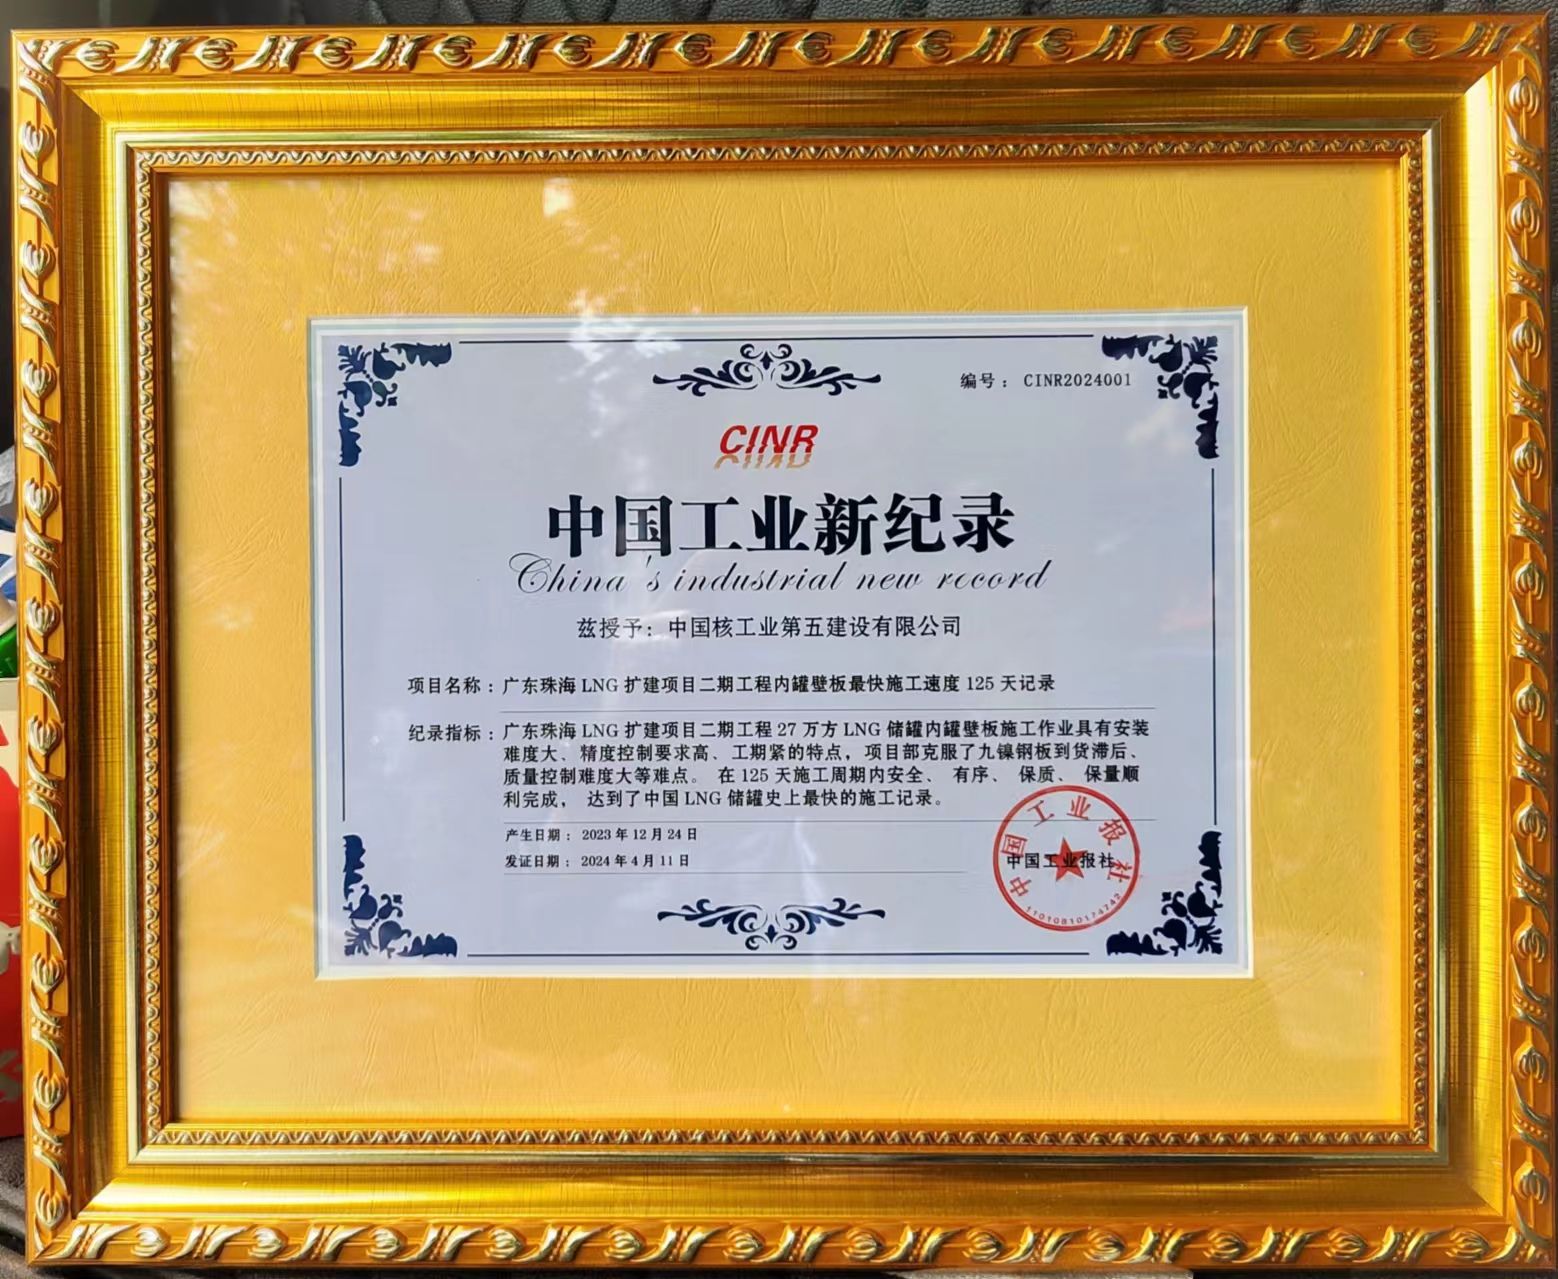 编号：CINR2024001
CINR
中国工业新纪录
China's industrial new record
兹授予：中国核工业第五建设有限公司
项目名称：广东珠海 LNG 扩建项目二期工程内罐壁板最快施工速度 125 天记录
纪录指标：广东珠海 LNG 扩建项目二期工程 27 万方 LNG 储罐内罐壁板施工作业具有安装
难度大、精度控制要求高、工期紧的特点，项目部克服了九镍钢板到货滞后、
质量控制难度大等难点。在 125 天施工周期内安全、有序、保质、保量顺
利完成，达到了中国 LNG 储罐史上最快的施工记录。
产生日期：2023 年 12 月 24 日
发证日期：2024 年 4 月 11 日
中国工业报社
中国工业报社
11010810174742